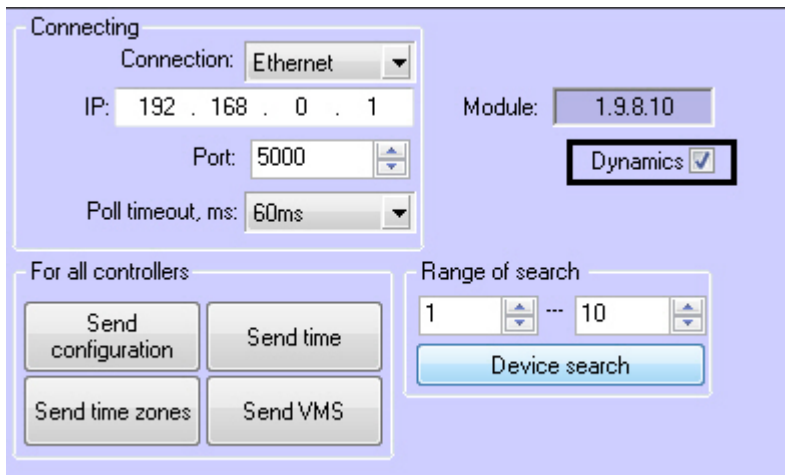 Connecting
Connection: Ethernet
IP: 192 . 168 . 0 . 1
Module: 1.9.8.10
Port: 5000
Dynamics
Poll timeout, ms: 60ms
For all controllers
Send configuration
Send time
Send time zones
Send VMS
Range of search
1 --- 10
Device search